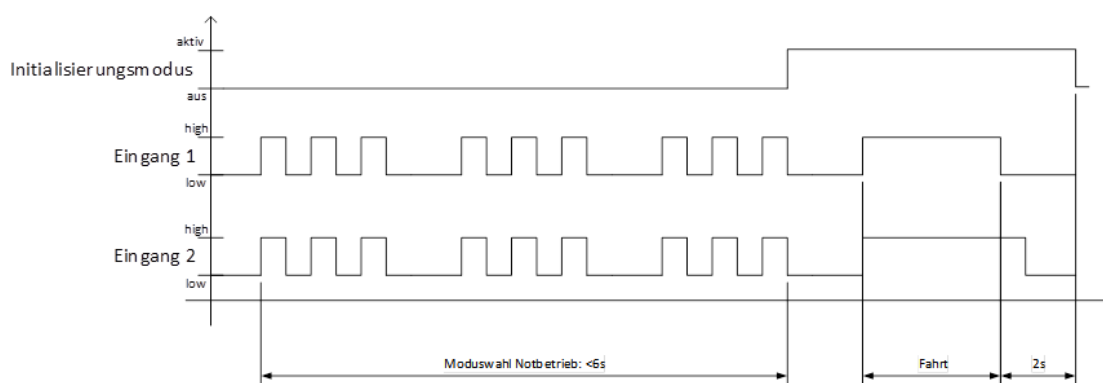 aktiv
Initialisierungsmodus
aus
high
Eingang 1
low
high
Eingang 2
low
Moduswahl Notbetrieb: <6s
Fahrt
2s